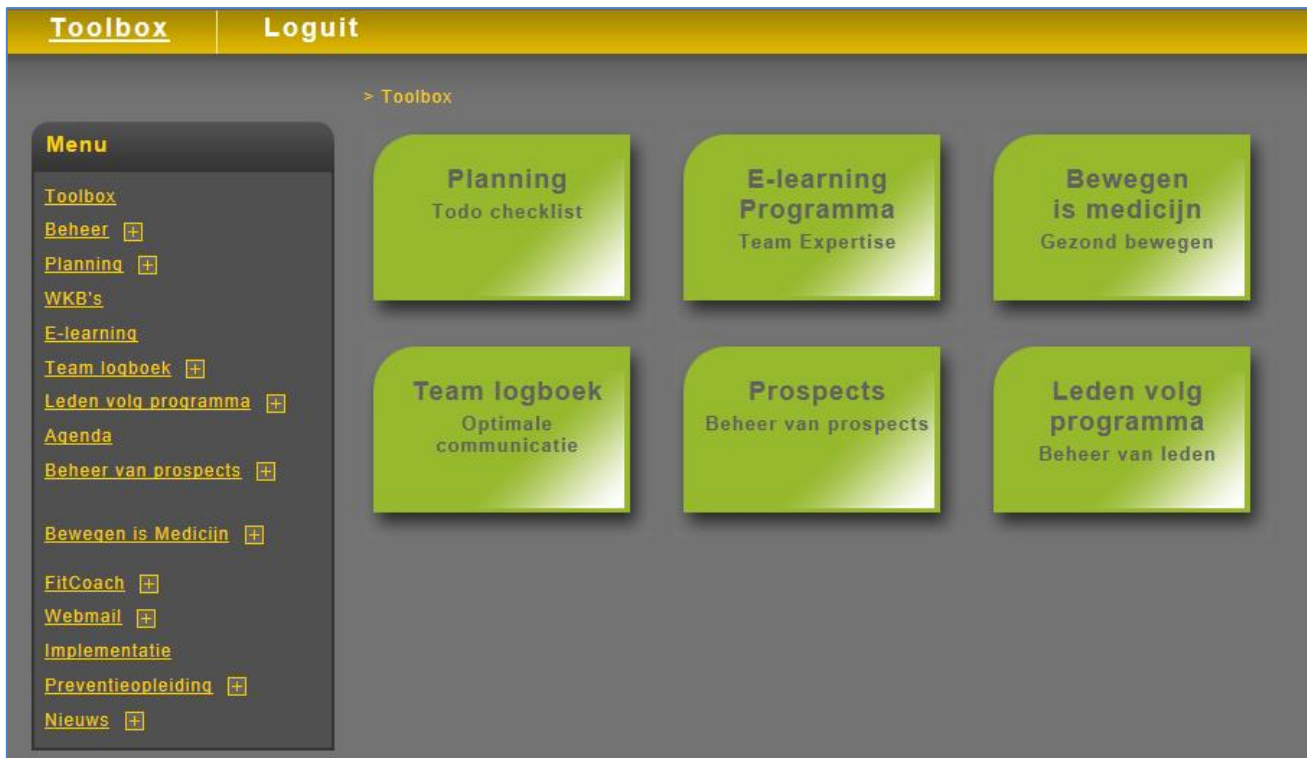 Toolbox
Loguit
> Toolbox
Menu
Toolbox
Beheer
Planning
WKB's
E-learning
Team logboek
Leden volg programma
Agenda
Beheer van prospects
Bewegen is Medicijn
FitCoach
Webmail
Implementatie
Preventieopleiding
Nieuws
Planning
Todo checklist
E-learning
Programma
Team Expertise
Bewegen
is medicijn
Gezond bewegen
Team logboek
Optimale
communicatie
Prospects
Beheer van prospects
Leden volg
programma
Beheer van leden